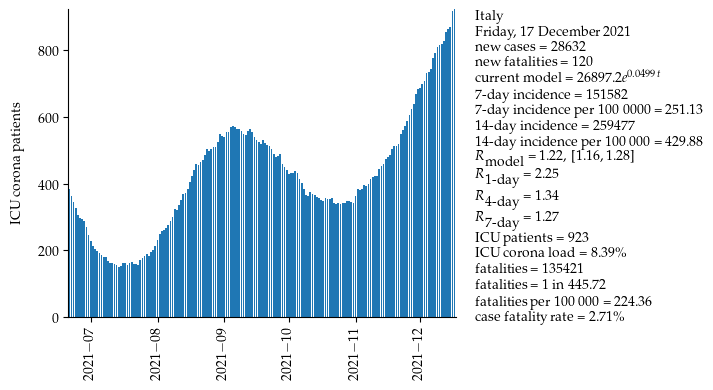 800
600
400
200
0
ICU corona patients
2021−07
2021−08
2021−09
2021−10
2021−11
2021−12
Italy
Friday, 17 December 2021
new cases = 28632
new fatalities = 120
current model = 26897.2e^0.0499 t
7-day incidence = 151582
7-day incidence per 100 0000 = 251.13
14-day incidence = 259477
14-day incidence per 100 000 = 429.88
R_model = 1.22, [1.16, 1.28]
R_1-day = 2.25
R_4-day = 1.34
R_7-day = 1.27
ICU patients = 923
ICU corona load = 8.39%
fatalities = 135421
fatalities = 1 in 445.72
fatalities per 100 000 = 224.36
case fatality rate = 2.71%